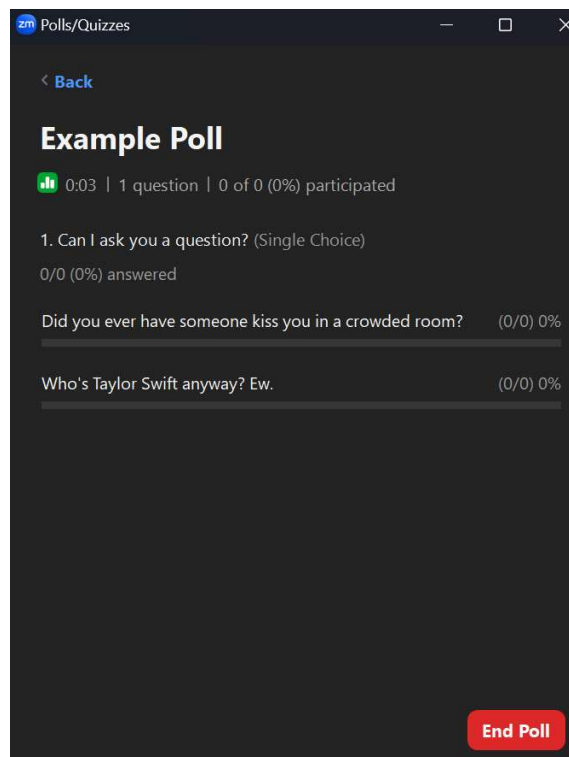 zm Polls/Quizzes
Back
Example Poll
0:03 | 1 question | 0 of 0 (0%) participated
1. Can I ask you a question? (Single Choice)
0/0 (0%) answered
Did you ever have someone kiss you in a crowded room? (0/0) 0%
Who's Taylor Swift anyway? Ew. (0/0) 0%
End Poll